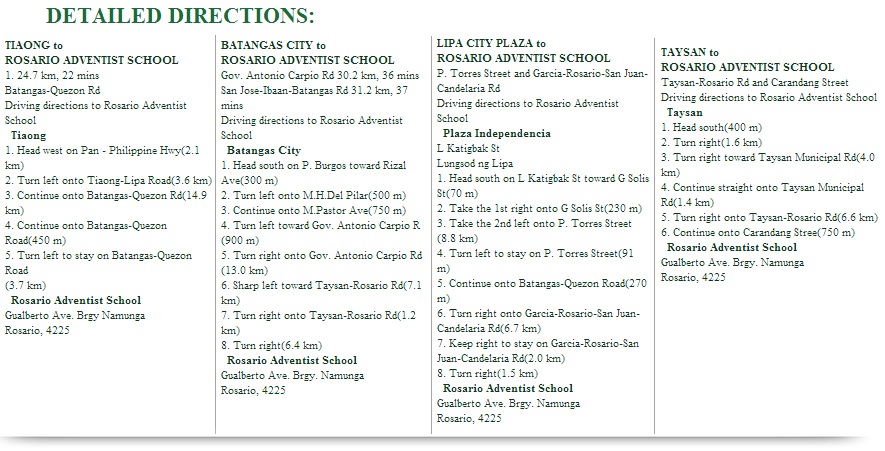 DETAILED DIRECTIONS:
TIAONG to
ROSARIO ADVENTIST SCHOOL
1. 24.7 km, 22 mins
Batangas-Quezon Rd
Driving directions to Rosario Adventist
School
Tiaong
1. Head west on Pan - Philippine Hwy(2.1
km)
2. Turn left onto Tiaong-Lipa Road(3.6 km)
3. Continue onto Batangas-Quezon Rd(14.9
km)
4. Continue onto Batangas-Quezon
Road(450 m)
5. Turn left to stay on Batangas-Quezon
Road
(3.7 km)
Rosario Adventist School
Gualberto Ave. Brgy Namunga
Rosario, 4225
BATANGAS CITY to
ROSARIO ADVENTIST SCHOOL
Gov. Antonio Carpio Rd 30.2 km, 36 mins
San Jose-Ibaan-Batangas Rd 31.2 km, 37
mins
Driving directions to Rosario Adventist
School
Batangas City
1. Head south on P. Burgos toward Rizal
Ave(300 m)
2. Turn left onto M.H.Del Pilar(500 m)
3. Continue onto M.Pastor Ave(750 m)
4. Turn left toward Gov. Antonio Carpio R
(900 m)
5. Turn right onto Gov. Antonio Carpio Rd
(13.0 km)
6. Sharp left toward Taysan-Rosario Rd(7.1
km)
7. Turn right onto Taysan-Rosario Rd(1.2
km)
8. Turn right(6.4 km)
Rosario Adventist School
Gualberto Ave. Brgy. Namunga
Rosario, 4225
LIPA CITY PLAZA to
ROSARIO ADVENTIST SCHOOL
P. Torres Street and Garcia-Rosario-San Juan-
Candelaria Rd
Driving directions to Rosario Adventist
School
Plaza Independencia
L Katigbak St
Lungsod ng Lipa
1. Head south on L Katigbak St toward G Solis
St(70 m)
2. Take the 1st right onto G Solis St(230 m)
3. Take the 2nd left onto P. Torres Street
(8.8 km)
4. Turn left to stay on P. Torres Street(91
m)
5. Continue onto Batangas-Quezon Road(270
m)
6. Turn right onto Garcia-Rosario-San Juan-
Candelaria Rd(6.7 km)
7. Keep right to stay on Garcia-Rosario-San
Juan-Candelaria Rd(2.0 km)
8. Turn right(1.5 km)
Rosario Adventist School
Gualberto Ave. Brgy. Namunga
Rosario, 4225
TAYSAN to
ROSARIO ADVENTIST SCHOOL
Taysan-Rosario Rd and Carandang Street
Driving directions to Rosario Adventist School
Taysan
1. Head south(400 m)
2. Turn right(1.6 km)
3. Turn right toward Taysan Municipal Rd(4.0
km)
4. Continue straight onto Taysan Municipal
Rd(1.4 km)
5. Turn right onto Taysan-Rosario Rd(6.6 km)
6. Continue onto Carandang Stree(750 m)
Rosario Adventist School
Gualberto Ave. Brg. Namunga
Rosario, 4225